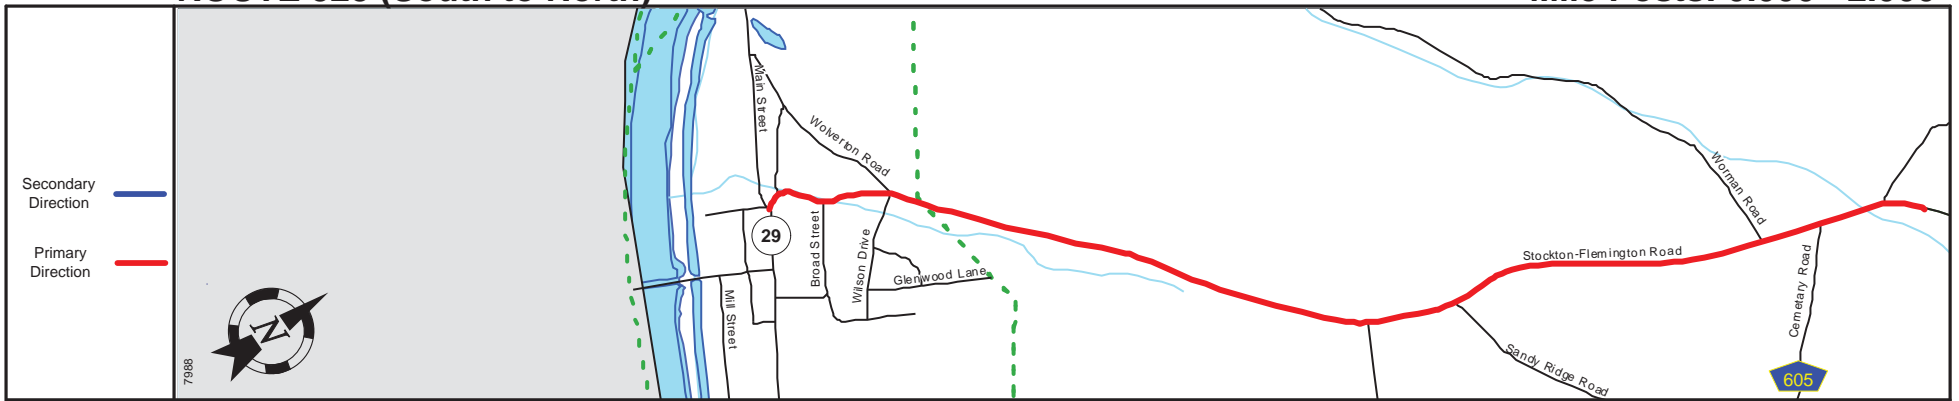 Secondary
Direction
Primary
Direction
7988
N
Main Street
Wolverton Road
29
Broad Street
Wilson Drive
Glenwood Lane
Mill Street
Worman Road
Stockton-Flemington Road
Cemetary Road
Sandy Ridge Road
605